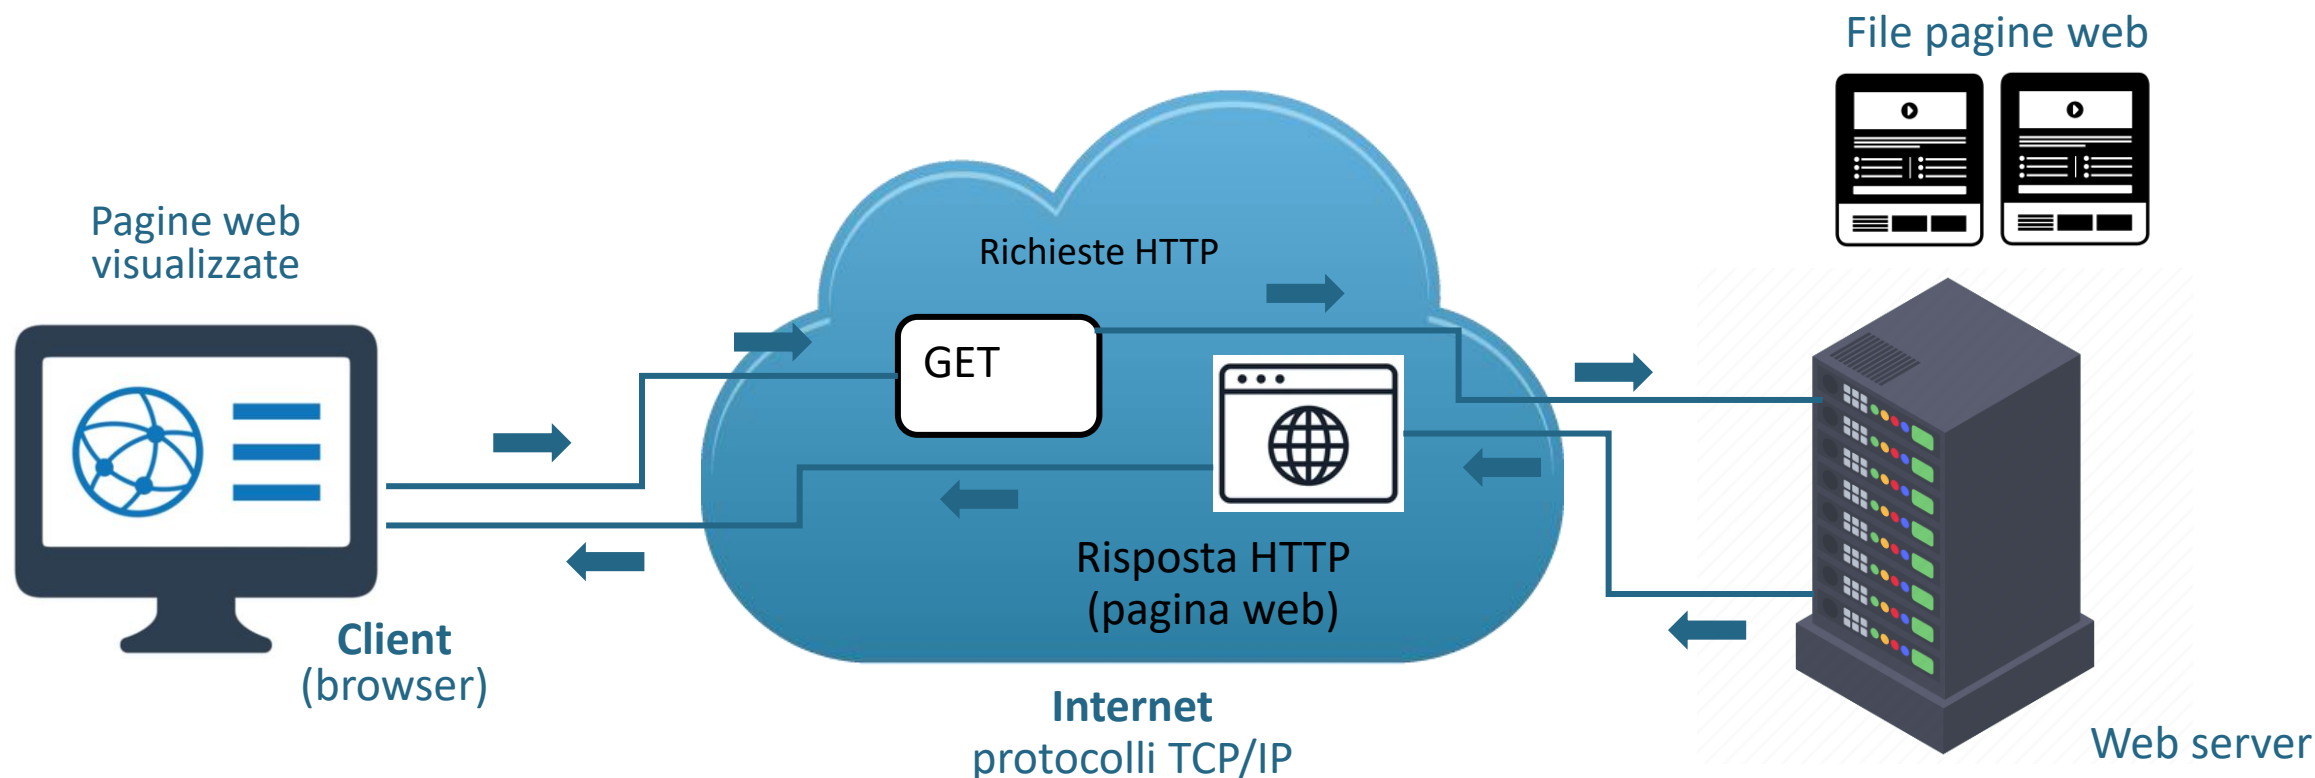 File pagine web
Pagine web
visualizzate
Richieste HTTP
GET
Risposta HTTP
(pagina web)
Client
(browser)
Internet
protocolli TCP/IP
Web server